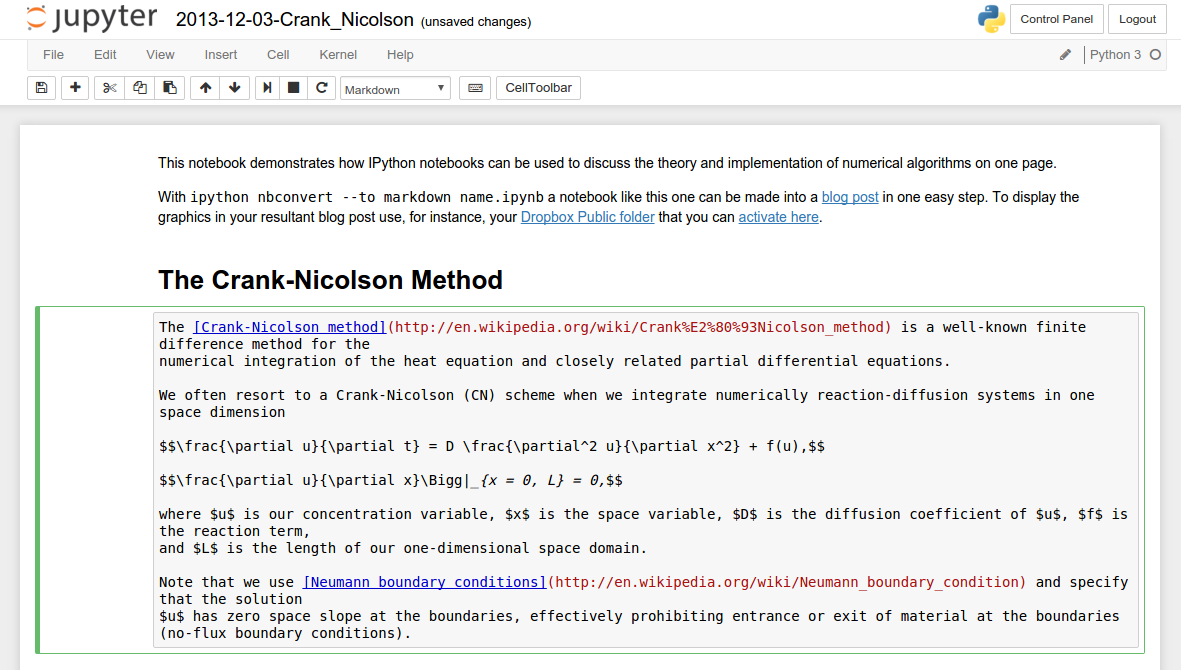 jupyter 2013-12-03-Crank_Nicolson (unsaved changes) Control Panel Logout
File Edit View Insert Cell Kernel Help Python 3
Markdown CellToolbar
This notebook demonstrates how IPython notebooks can be used to discuss the theory and implementation of numerical algorithms on one page.
With ipython nbconvert --to markdown name.ipynb a notebook like this one can be made into a blog post in one easy step. To display the
graphics in your resultant blog post use, for instance, your Dropbox Public folder that you can activate here.
The Crank-Nicolson Method
The [Crank-Nicolson method](http://en.wikipedia.org/wiki/Crank%E2%80%93Nicolson_method) is a well-known finite
difference method for the
numerical integration of the heat equation and closely related partial differential equations.
We often resort to a Crank-Nicolson (CN) scheme when we integrate numerically reaction-diffusion systems in one
space dimension
$$\frac{\partial u}{\partial t} = D \frac{\partial^2 u}{\partial x^2} + f(u),$$
$$\frac{\partial u}{\partial x}\Bigg|_{x = 0, L} = 0,$$
where $u$ is our concentration variable, $x$ is the space variable, $D$ is the diffusion coefficient of $u$, $f$ is
the reaction term,
and $L$ is the length of our one-dimensional space domain.
Note that we use [Neumann boundary conditions](http://en.wikipedia.org/wiki/Neumann_boundary_condition) and specify
that the solution
$u$ has zero space slope at the boundaries, effectively prohibiting entrance or exit of material at the boundaries
(no-flux boundary conditions).